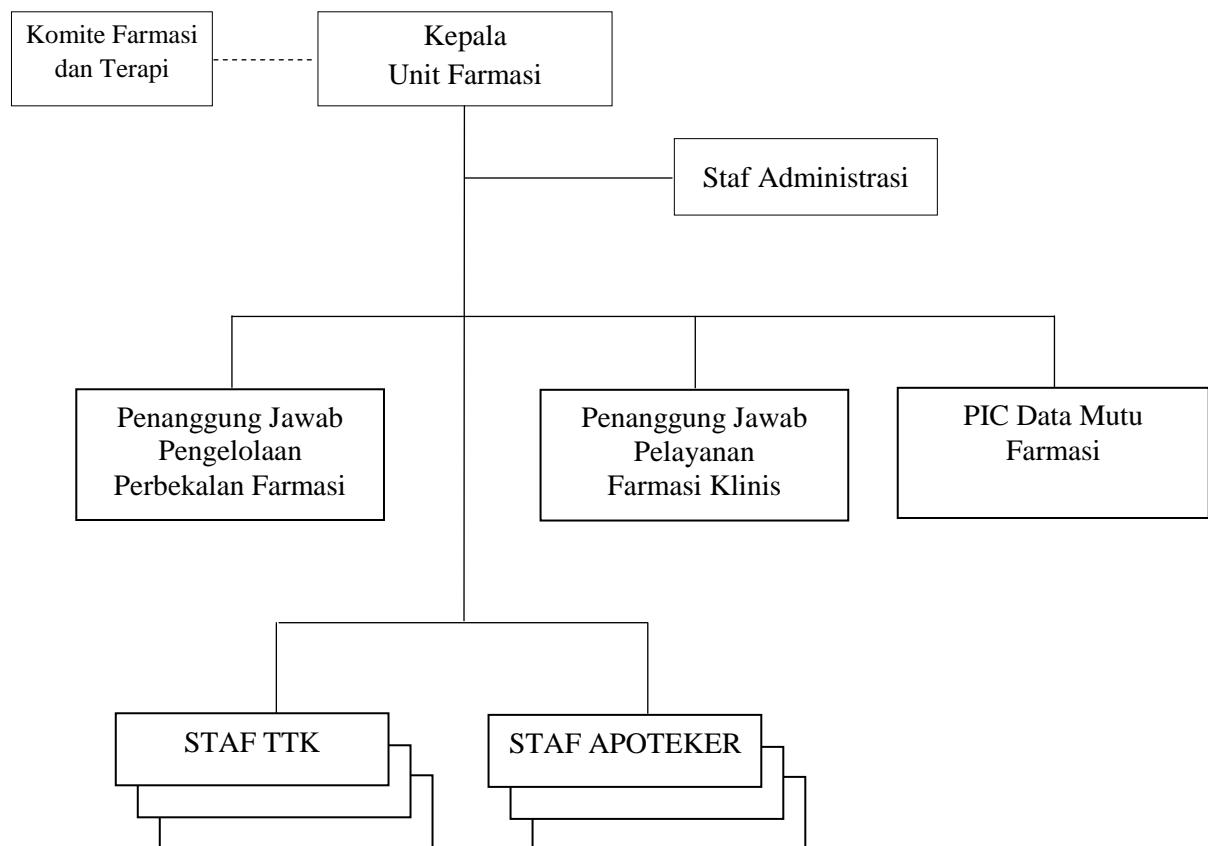 Komite Farmasi
dan Terapi
Kepala
Unit Farmasi
Staf Administrasi
Penanggung Jawab
Pengelolaan
Perbekalan Farmasi
Penanggung Jawab
Pelayanan
Farmasi Klinis
PIC Data Mutu
Farmasi
STAF TTK
STAF APOTEKER